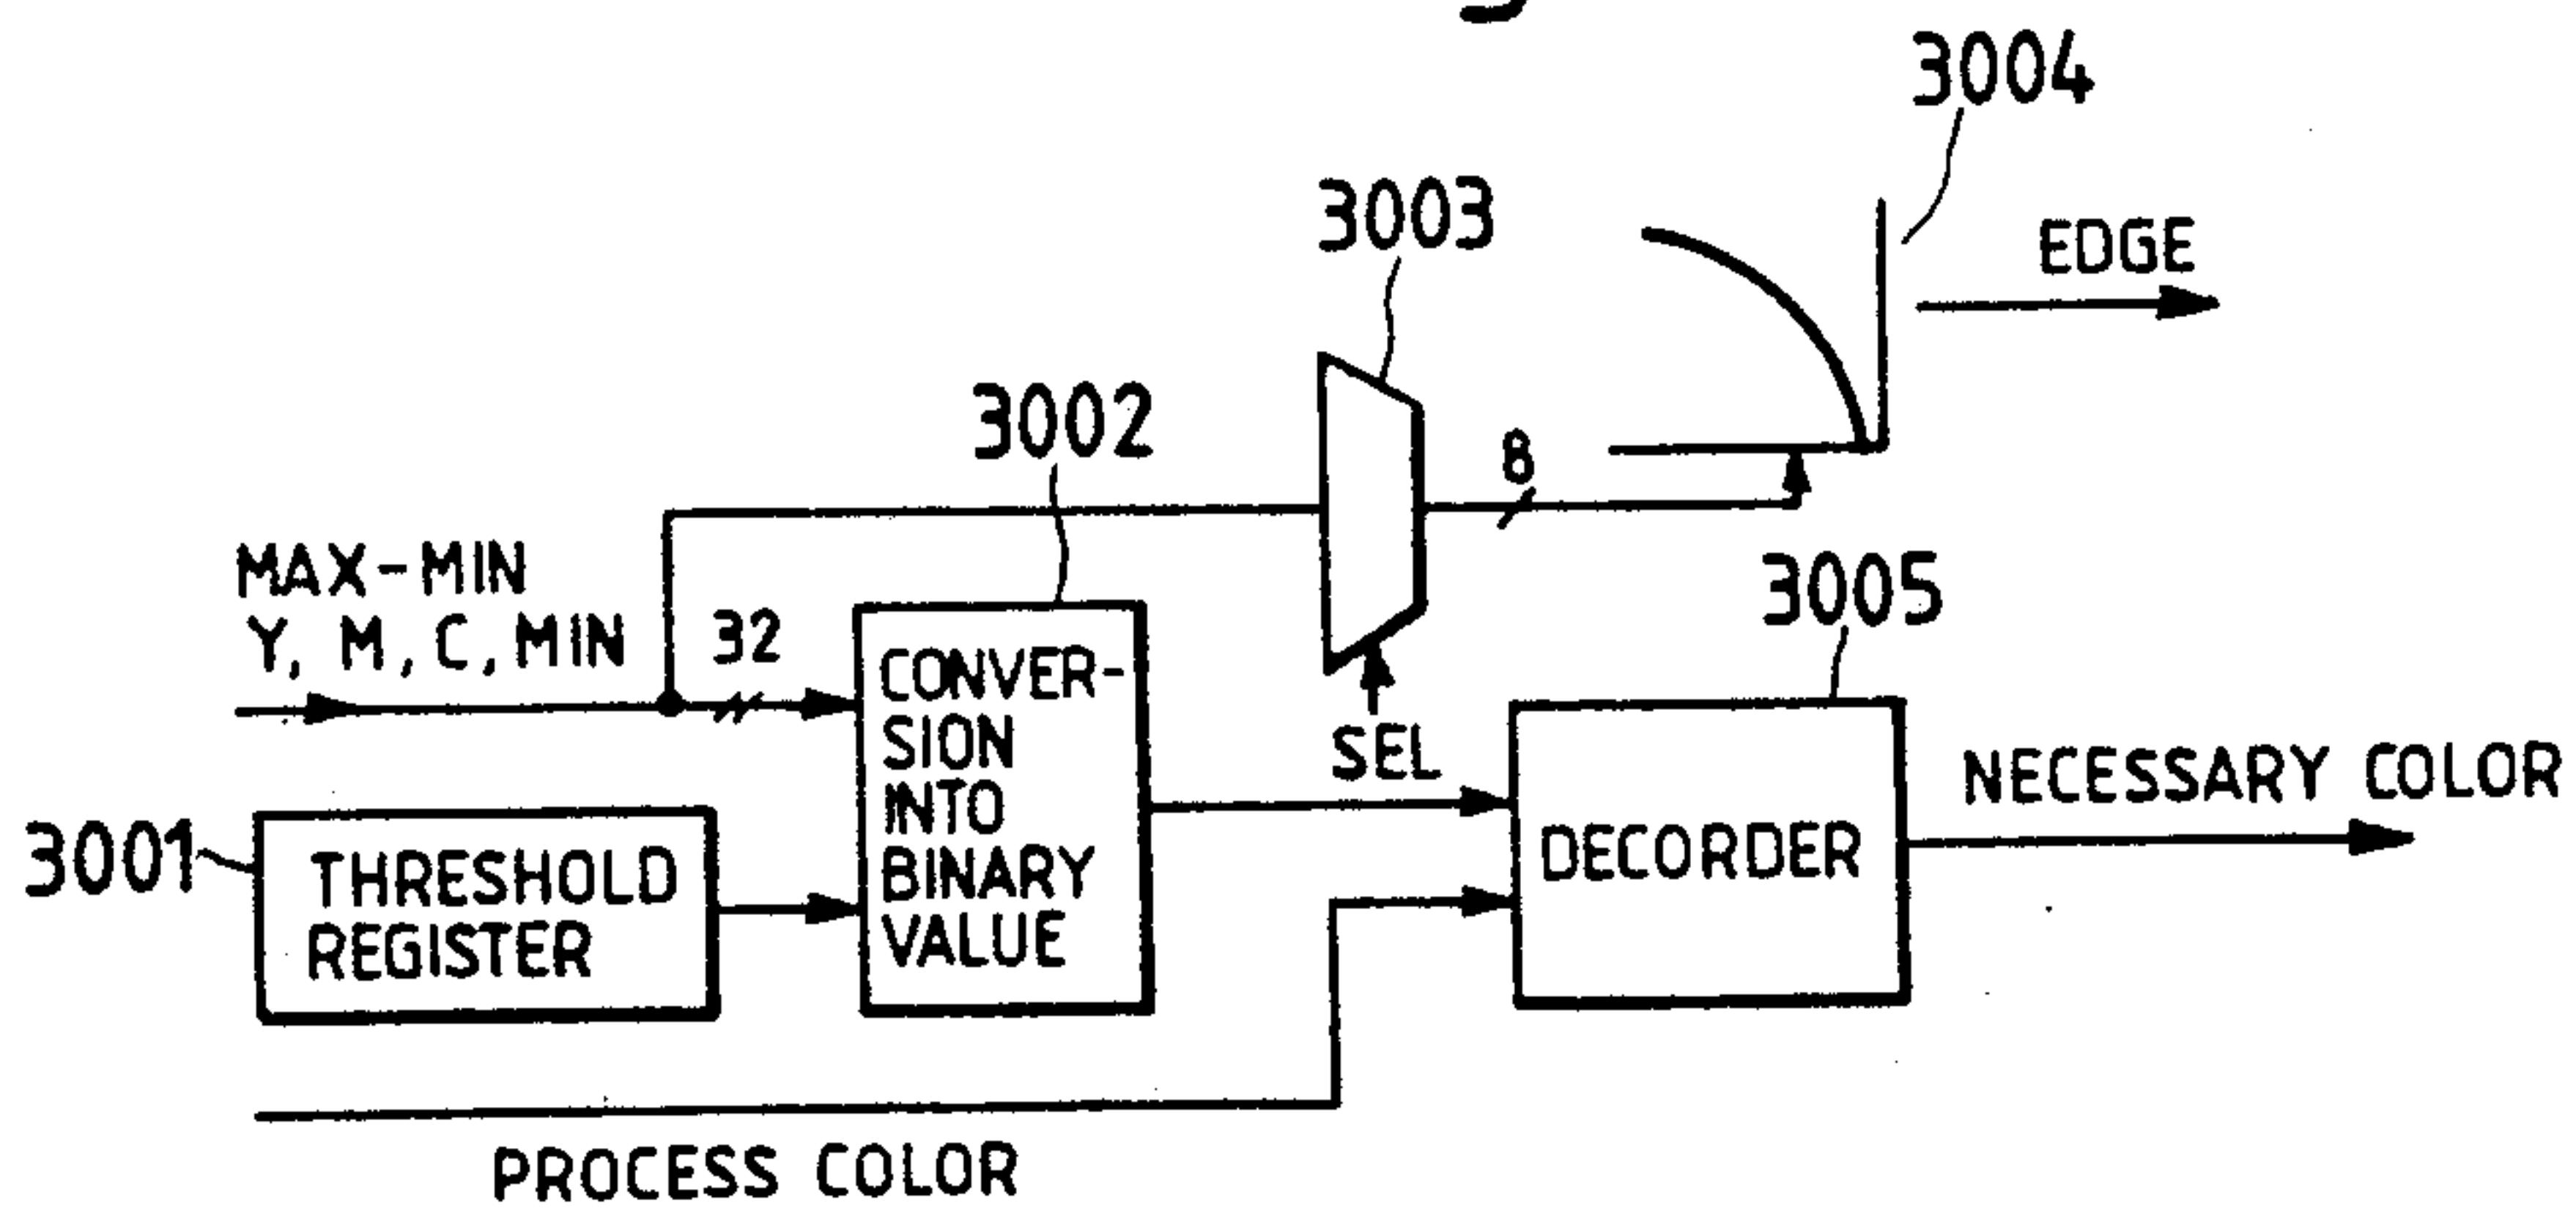 3004
3003
EDGE
3002
8
MAX-MIN
Y, M, C, MIN
32
3005
CONVER-
SION
INTO
BINARY
VALUE
SEL
3001
THRESHOLD
REGISTER
DECORDER
NECESSARY COLOR
PROCESS COLOR